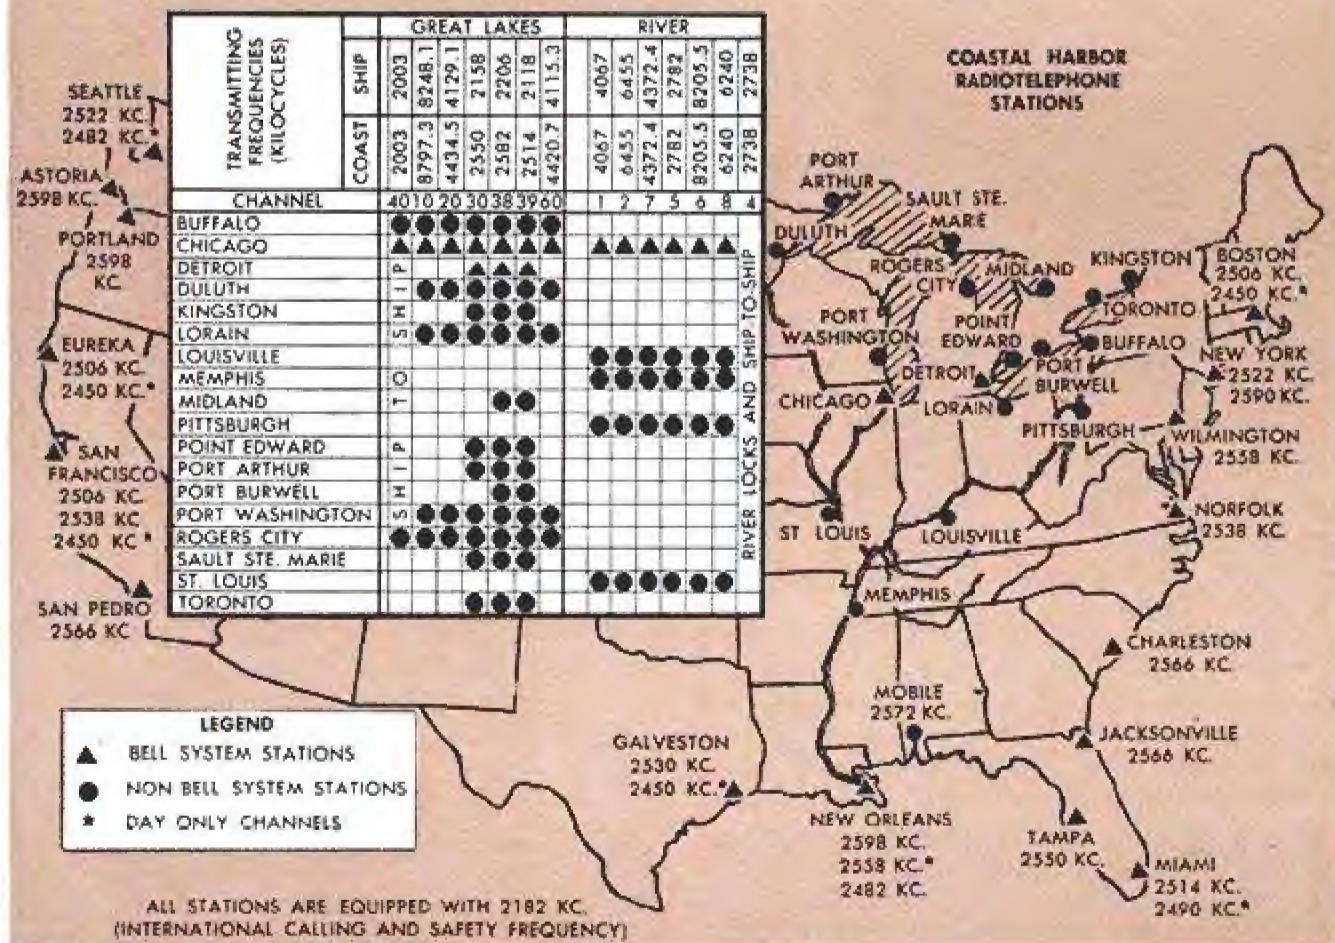 COASTAL HARBOR
RADIOTELEPHONE
STATIONS
TRANSMITTING
FREQUENCIES
(KILOCYCLES)
GREAT LAKES RIVER
SHIP 2003 8248.1 4129.1 2158 2206 2118 4115.3 4067 6455 4372.4 2782 8205.5 6240 2738
COAST 2003 8797.3 4434.5 2550 2582 2514 4420.7 4067 6455 4372.4 2782 8205.5 6240 2738
CHANNEL 40 10 20 30 38 39 60 1 2 7 5 6 8 4
BUFFALO ● ● ● ● ● ● ●
CHICAGO ▲ ▲ ▲ ▲ ▲ ▲ ▲ ▲ ▲ ▲ ▲ ▲ ▲
DETROIT ▲ ▲ ▲
DULUTH ● ● ● ● ● ●
KINGSTON ● ● ●
LORAIN ● ● ● ● ● ●
LOUISVILLE ● ● ● ● ● ●
MEMPHIS ● ● ● ● ● ●
MIDLAND ● ●
PITTSBURGH ● ● ● ● ● ●
POINT EDWARD ● ● ●
PORT ARTHUR ● ● ●
PORT BURWELL ● ●
PORT WASHINGTON ● ● ● ● ● ●
ROGERS CITY ● ● ● ● ● ● ●
SAULT STE. MARIE ● ● ●
ST. LOUIS ● ● ● ● ● ●
TORONTO ● ● ●
SHIP TO SHIP
RIVER LOCKS AND SHIP TO SHIP
SEATTLE
2522 KC.
2482 KC.*
ASTORIA
2598 KC.
PORTLAND
2598
KC
EUREKA
2506 KC.
2450 KC.*
SAN
FRANCISCO
2506 KC.
2538 KC
2450 KC *
SAN PEDRO
2566 KC
PORT
ARTHUR
SAULT STE.
MARIE
DULUTH
ROGERS
CITY
MIDLAND
KINGSTON
TORONTO
BOSTON
2506 KC.
2450 KC.*
PORT
WASHINGTON
POINT
EDWARD
BUFFALO
NEW YORK
2522 KC.
2590 KC.
DETROIT
PORT
BURWELL
CHICAGO
LORAIN
PITTSBURGH
WILMINGTON
2558 KC.
NORFOLK
2538 KC.
ST LOUIS
LOUISVILLE
MEMPHIS
CHARLESTON
2566 KC.
MOBILE
2572 KC.
JACKSONVILLE
2566 KC.
GALVESTON
2530 KC.
2450 KC.*
NEW ORLEANS
2598 KC.
2558 KC.*
2482 KC.
TAMPA
2550 KC.
MIAMI
2514 KC.
2490 KC.*
LEGEND
▲ BELL SYSTEM STATIONS
● NON BELL SYSTEM STATIONS
* DAY ONLY CHANNELS
ALL STATIONS ARE EQUIPPED WITH 2182 KC.
(INTERNATIONAL CALLING AND SAFETY FREQUENCY)